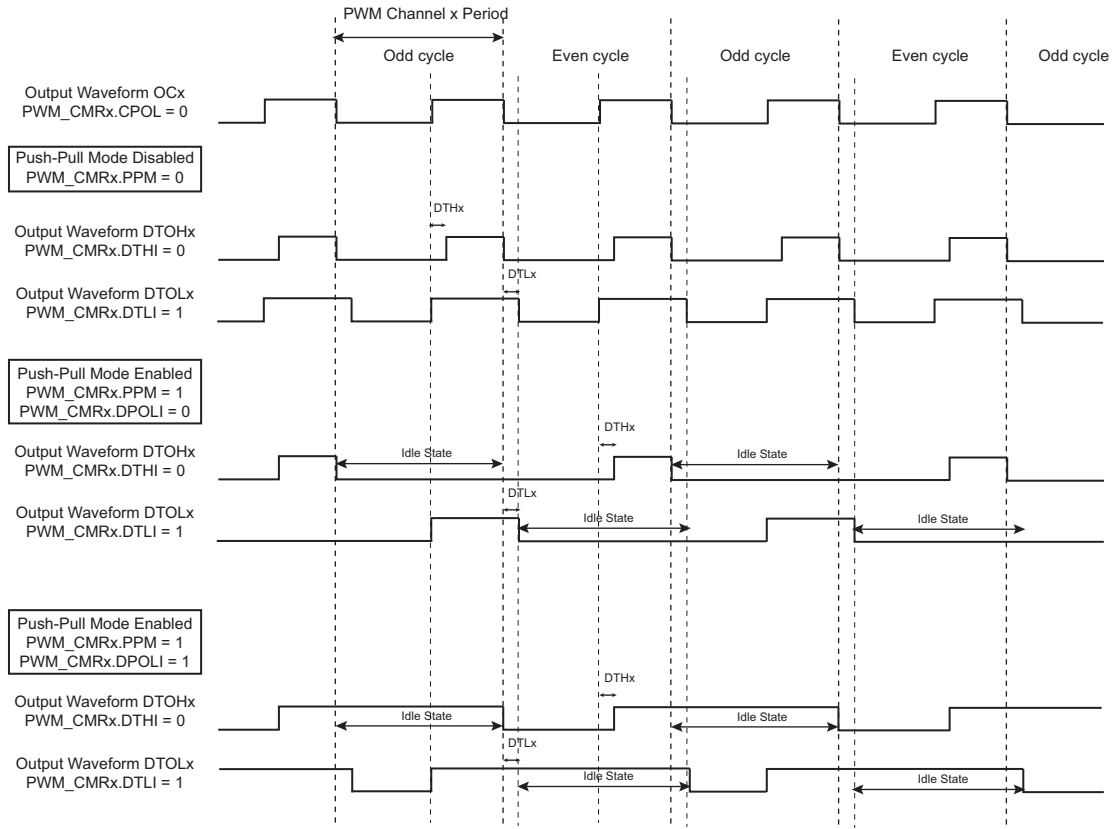 PWM Channel x Period
Odd cycle
Even cycle
Odd cycle
Even cycle
Odd cycle
Output Waveform OCx
PWM_CMRx.CPOL = 0
Push-Pull Mode Disabled
PWM_CMRx.PPM = 0
DTHx
Output Waveform DTOHx
PWM_CMRx.DTHI = 0
DTLx
Output Waveform DTOLx
PWM_CMRx.DTLI = 1
Push-Pull Mode Enabled
PWM_CMRx.PPM = 1
PWM_CMRx.DPOLI = 0
DTHx
Output Waveform DTOHx
PWM_CMRx.DTHI = 0
Idle State
Idle State
DTLx
Output Waveform DTOLx
PWM_CMRx.DTLI = 1
Idle State
Idle State
Push-Pull Mode Enabled
PWM_CMRx.PPM = 1
PWM_CMRx.DPOLI = 1
DTHx
Output Waveform DTOHx
PWM_CMRx.DTHI = 0
Idle State
Idle State
DTLx
Output Waveform DTOLx
PWM_CMRx.DTLI = 1
Idle State
Idle State